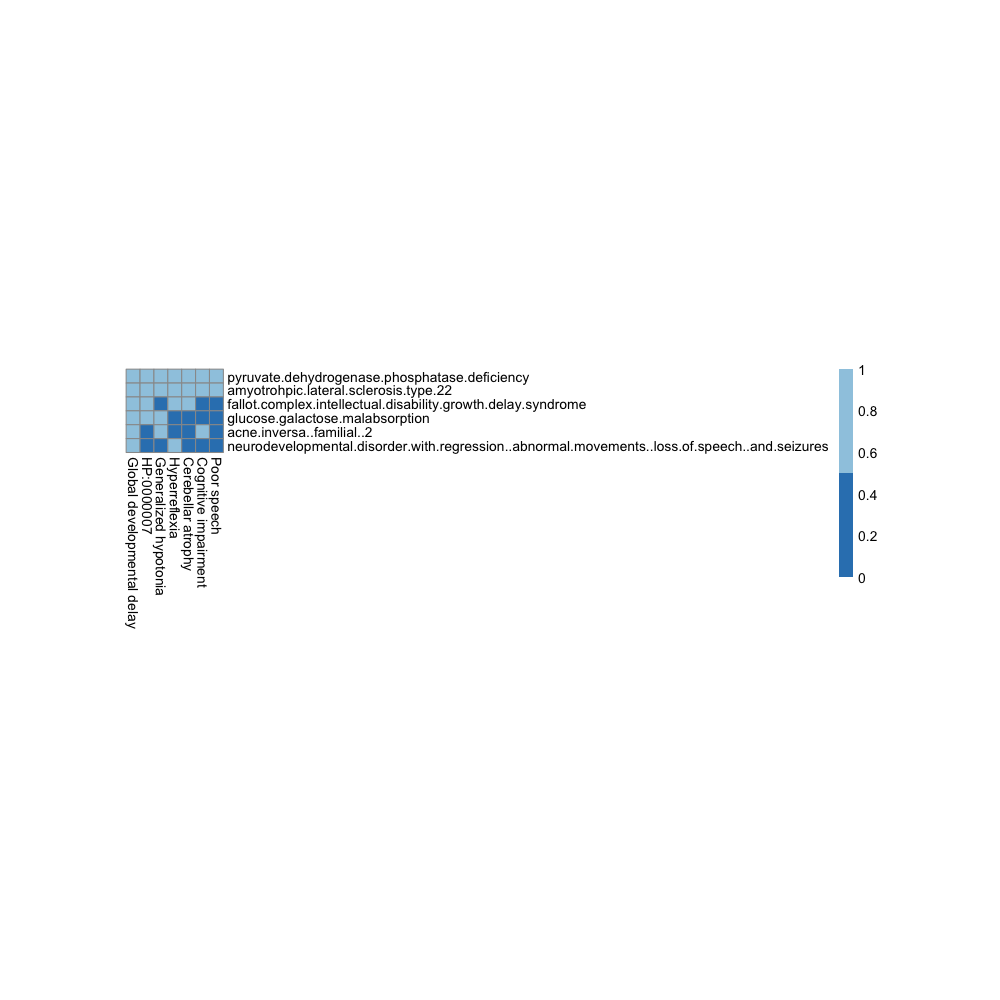 pyruvate.dehydrogenase.phosphatase.deficiency
amyotrohpic.lateral.sclerosis.type.22
fallot.complex.intellectual.disability.growth.delay.syndrome
glucose.galactose.malabsorption
acne.inversa..familial..2
neurodevelopmental.disorder.with.regression..abnormal.movements..loss.of.speech..and.seizures
Global developmental delay
HP:0000007
Generalized hypotonia
Hyperreflexia
Cerebellar atrophy
Cognitive impairment
Poor speech
1
0.8
0.6
0.4
0.2
0